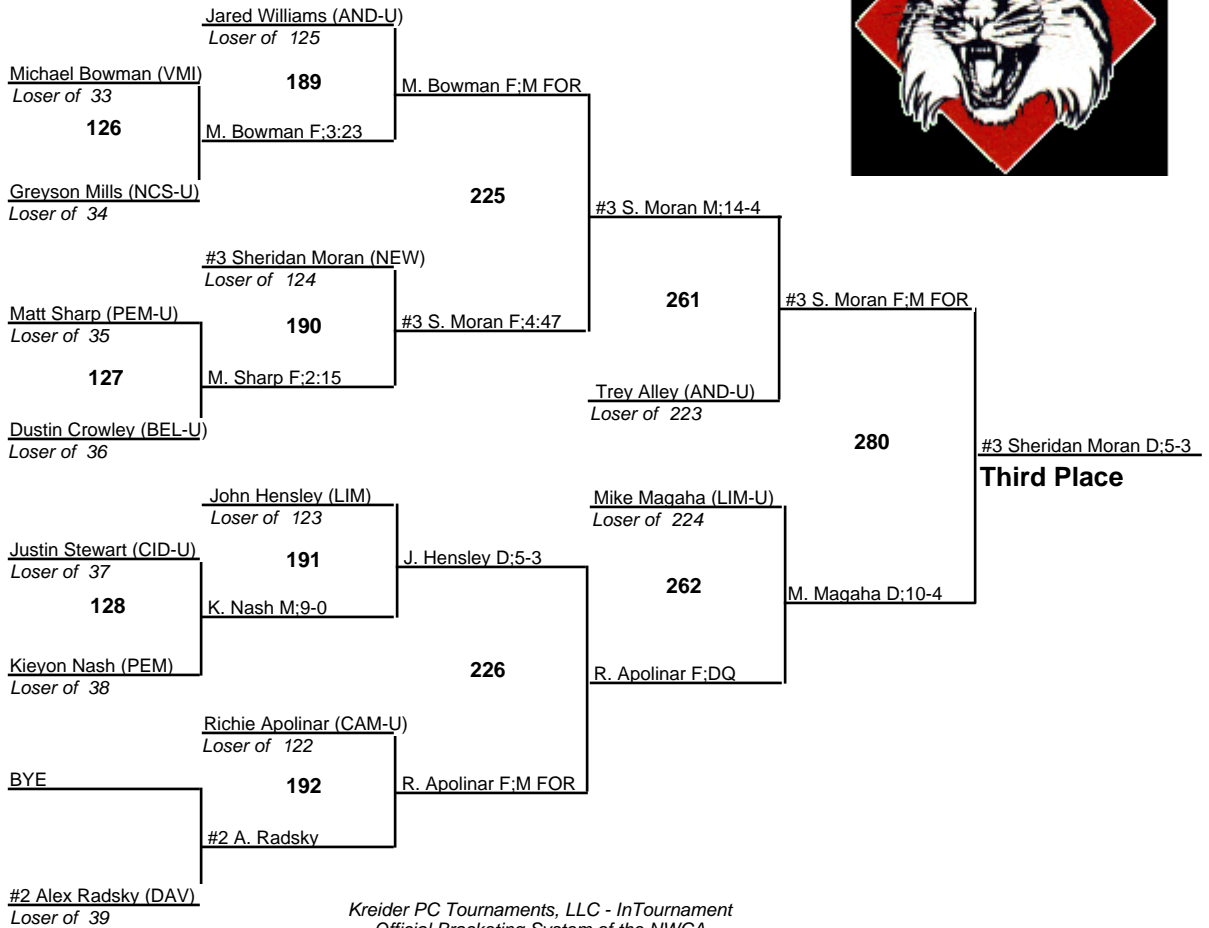 Jared Williams (AND-U)
Loser of 125
Michael Bowman (VMI)
Loser of 33
189
M. Bowman F;M FOR
126
M. Bowman F;3:23
Greyson Mills (NCS-U)
Loser of 34
225
#3 S. Moran M;14-4
#3 Sheridan Moran (NEW)
Loser of 124
Matt Sharp (PEM-U)
Loser of 35
190
#3 S. Moran F;4:47
261
#3 S. Moran F;M FOR
127
M. Sharp F;2:15
Trey Alley (AND-U)
Loser of 223
Dustin Crowley (BEL-U)
Loser of 36
280
#3 Sheridan Moran D;5-3
Third Place
John Hensley (LIM)
Loser of 123
Mike Magaha (LIM-U)
Loser of 224
Justin Stewart (CID-U)
Loser of 37
191
J. Hensley D;5-3
128
K. Nash M;9-0
262
M. Magaha D;10-4
Kieyon Nash (PEM)
Loser of 38
226
R. Apolinar F;DQ
Richie Apolinar (CAM-U)
Loser of 122
BYE
192
R. Apolinar F;M FOR
#2 A. Radsky
#2 Alex Radsky (DAV)
Loser of 39
Kreider PC Tournaments, LLC - InTournament
Official Bracketing System of the NWCA